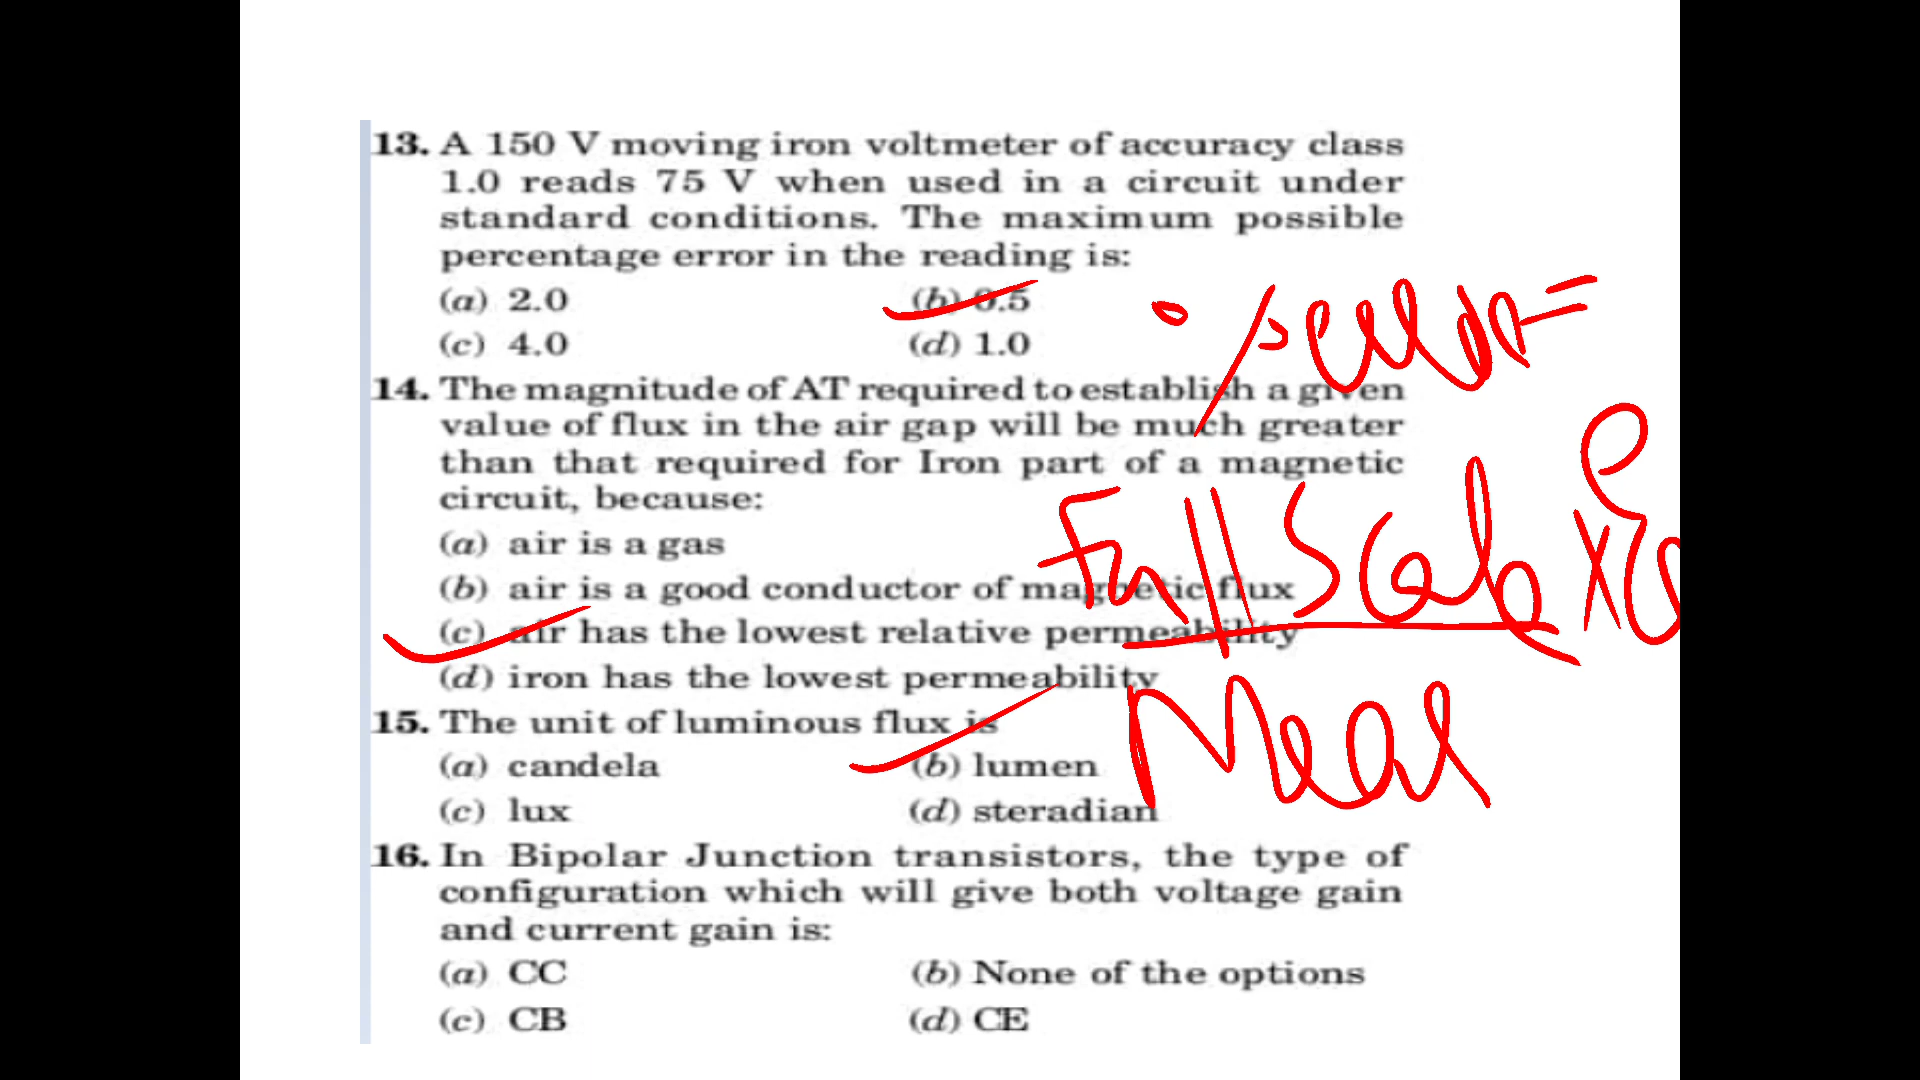 13. A 150 V moving iron voltmeter of accuracy class
1.0 reads 75 V when used in a circuit under
standard conditions. The maximum possible
percentage error in the reading is:
(a) 2.0 (b) 0.5
(c) 4.0 (d) 1.0
% error =
14. The magnitude of AT required to establish a given
value of flux in the air gap will be much greater
than that required for Iron part of a magnetic
circuit, because:
(a) air is a gas
(b) air is a good conductor of magnetic flux
(c) air has the lowest relative permeability
(d) iron has the lowest permeability
Full Scale ×
15. The unit of luminous flux is
(a) candela (b) lumen
(c) lux (d) steradian
16. In Bipolar Junction transistors, the type of
configuration which will give both voltage gain
and current gain is:
(a) CC (b) None of the options
(c) CB (d) CE